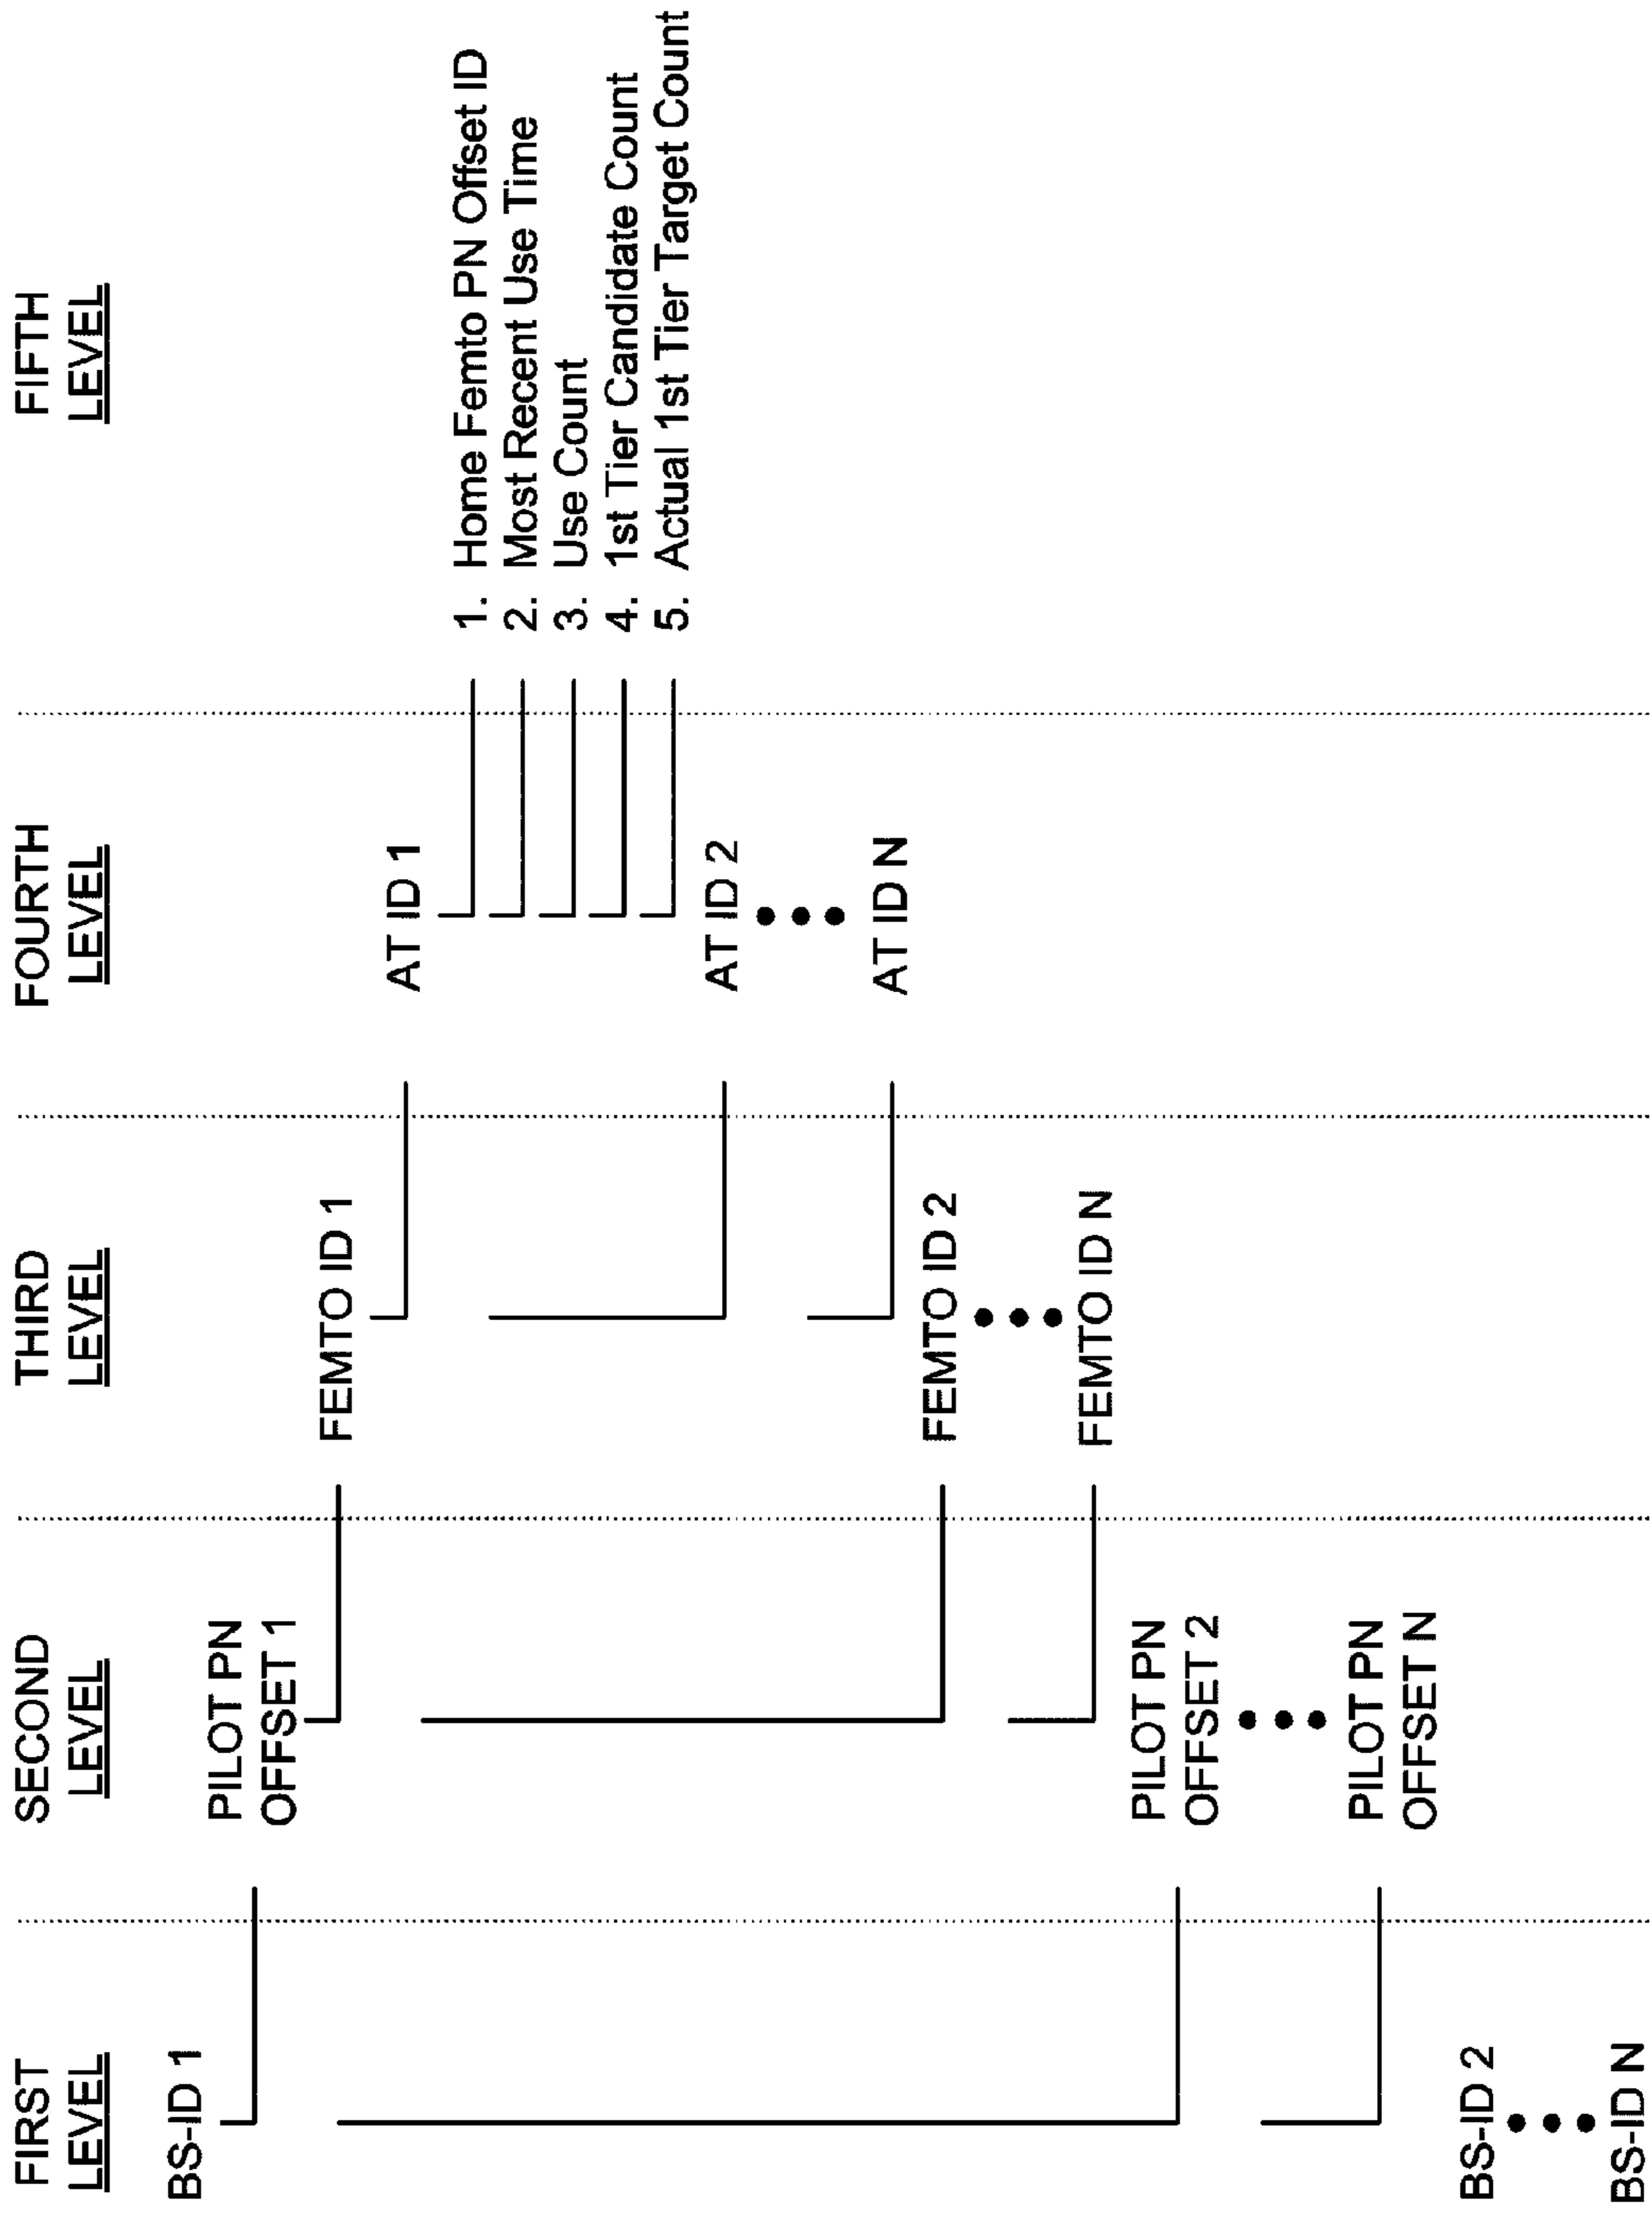 FIRST
LEVEL
SECOND
LEVEL
THIRD
LEVEL
FOURTH
LEVEL
FIFTH
LEVEL
BS-ID 1
PILOT PN
OFFSET 1
FEMTO ID 1
AT ID 1
1. Home Femto PN Offset ID
2. Most Recent Use Time
3. Use Count
4. 1st Tier Candidate Count
5. Actual 1st Tier Target Count
AT ID 2
AT ID N
FEMTO ID 2
FEMTO ID N
PILOT PN
OFFSET 2
PILOT PN
OFFSET N
BS-ID 2
BS-ID N